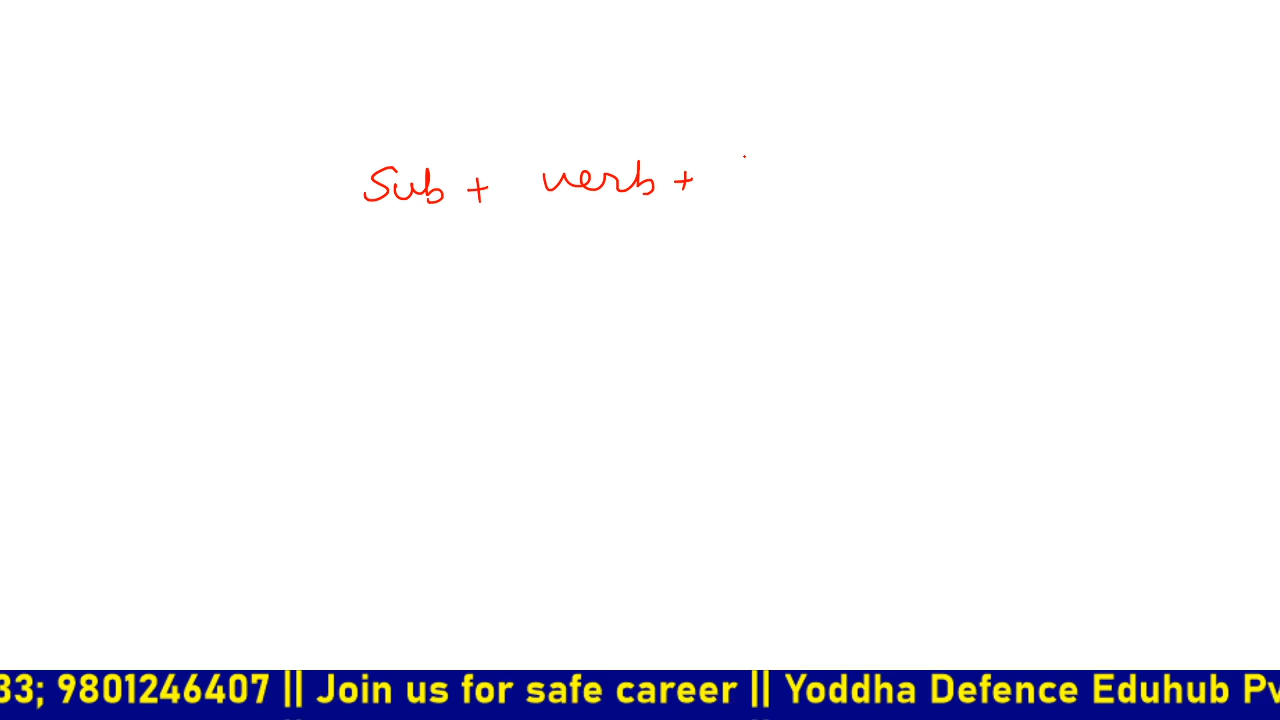 Sub + verb +
33; 9801246407 || Join us for safe career || Yoddha Defence Eduhub Pv